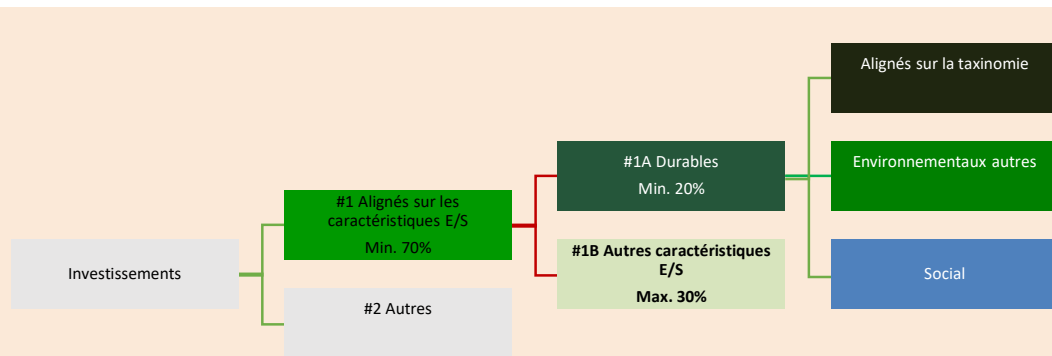 Alignés sur la taxinomie
#1A Durables
Min. 20%
Environnementaux autres
#1 Alignés sur les
caractéristiques E/S
Min. 70%
#1B Autres caractéristiques
E/S
Max. 30%
Investissements
Social
#2 Autres